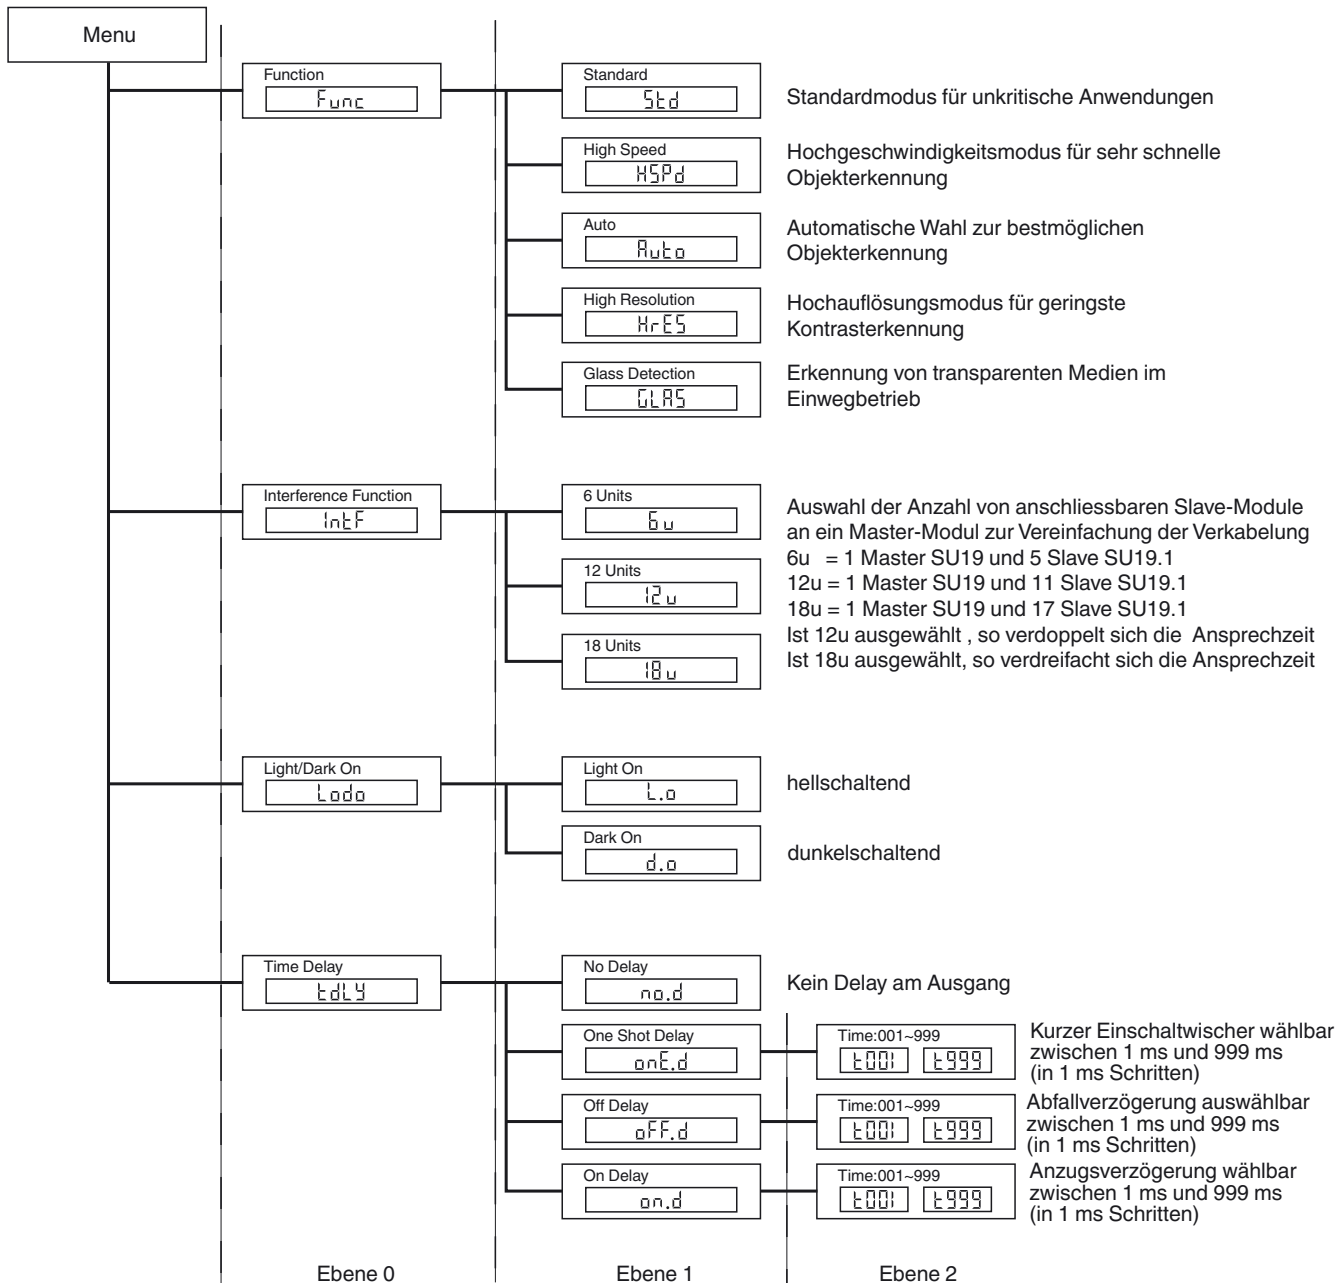 Menu
Function
Func
Standard
Std
Standardmodus für unkritische Anwendungen
High Speed
HSPd
Hochgeschwindigkeitsmodus für sehr schnelle
Objekterkennung
Auto
Auto
Automatische Wahl zur bestmöglichen
Objekterkennung
High Resolution
HrES
Hochauflösungsmodus für geringste
Kontrasterkennung
Glass Detection
GLAS
Erkennung von transparenten Medien im
Einwegbetrieb
Interference Function
IntF
6 Units
6u
12 Units
12u
18 Units
18u
Auswahl der Anzahl von anschliessbaren Slave-Module
an ein Master-Modul zur Vereinfachung der Verkabelung
6u = 1 Master SU19 und 5 Slave SU19.1
12u = 1 Master SU19 und 11 Slave SU19.1
18u = 1 Master SU19 und 17 Slave SU19.1
Ist 12u ausgewählt , so verdoppelt sich die Ansprechzeit
Ist 18u ausgewählt, so verdreifacht sich die Ansprechzeit
Light/Dark On
Lodo
Light On
L.o
hellschaltend
Dark On
d.o
dunkelschaltend
Time Delay
tdLY
No Delay
no.d
Kein Delay am Ausgang
One Shot Delay
onE.d
Time:001~999
t001 t999
Kurzer Einschaltwischer wählbar
zwischen 1 ms und 999 ms
(in 1 ms Schritten)
Off Delay
oFF.d
Time:001~999
t001 t999
Abfallverzögerung auswählbar
zwischen 1 ms und 999 ms
(in 1 ms Schritten)
On Delay
on.d
Time:001~999
t001 t999
Anzugsverzögerung wählbar
zwischen 1 ms und 999 ms
(in 1 ms Schritten)
Ebene 0 Ebene 1 Ebene 2